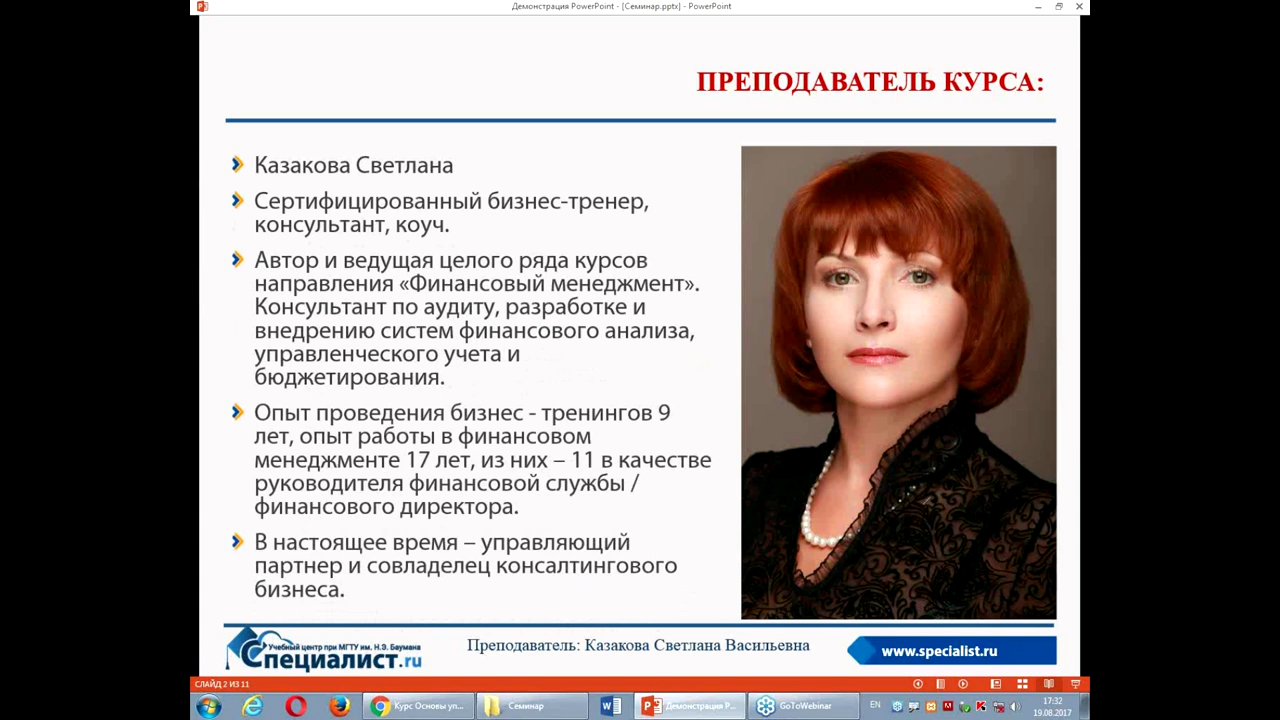 Демонстрация PowerPoint - [Семинар.pptx] - PowerPoint
ПРЕПОДАВАТЕЛЬ КУРСА:
Казакова Светлана
Сертифицированный бизнес-тренер,
консультант, коуч.
Автор и ведущая целого ряда курсов
направления «Финансовый менеджмент».
Консультант по аудиту, разработке и
внедрению систем финансового анализа,
управленческого учета и
бюджетирования.
Опыт проведения бизнес - тренингов 9
лет, опыт работы в финансовом
менеджменте 17 лет, из них – 11 в качестве
руководителя финансовой службы /
финансового директора.
В настоящее время – управляющий
партнер и совладелец консалтингового
бизнеса.
Учебный центр при МГТУ им. Н.Э. Баумана
Специалист.ru
Преподаватель: Казакова Светлана Васильевна
www.specialist.ru
СЛАЙД 2 ИЗ 11
Курс Основы уп...
Семинар
Демонстрация P...
GoToWebinar
EN
17:32
19.08.2017